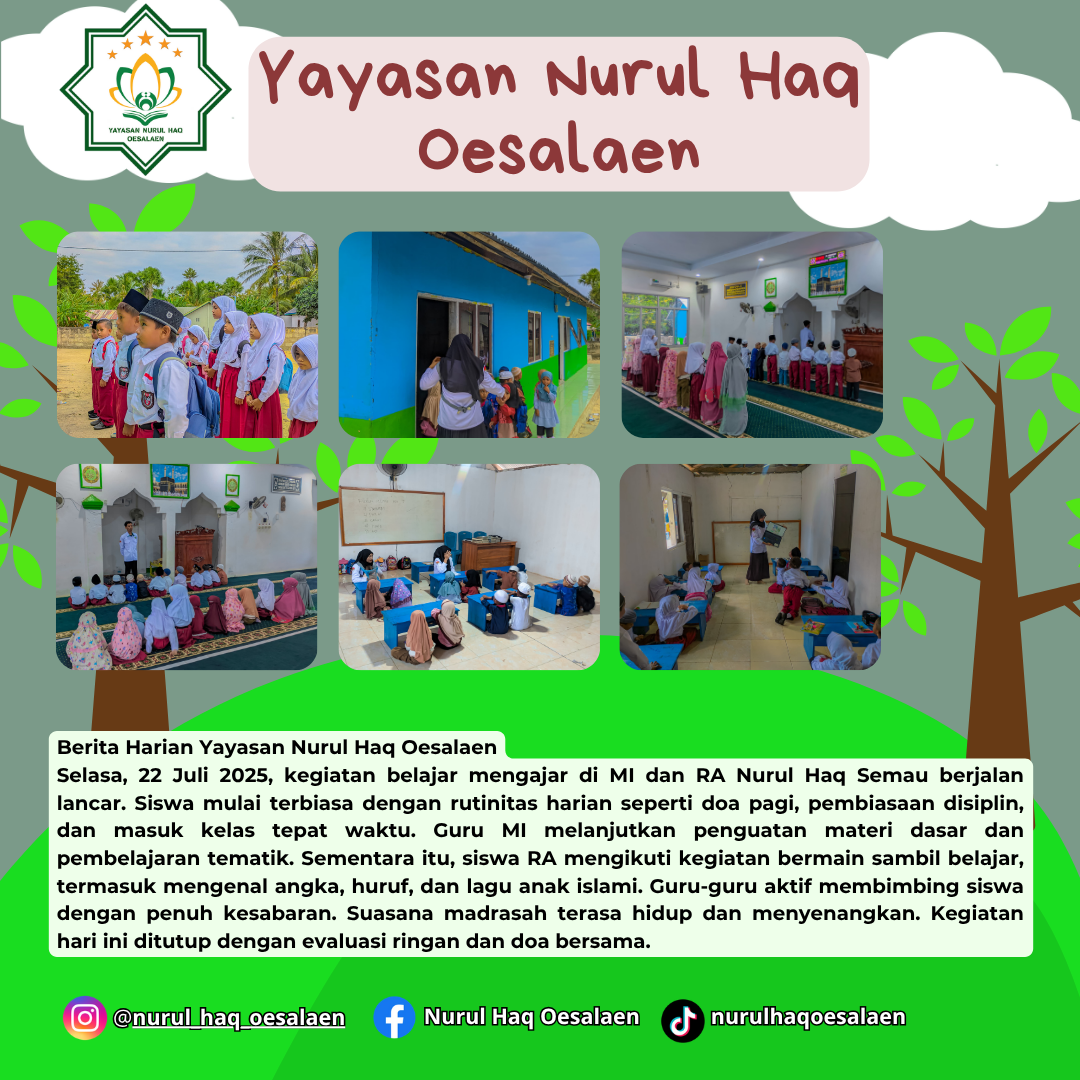 YAYASAN NURUL HAQ
OESALAEN
Yayasan Nurul Haq
Oesalaen
Berita Harian Yayasan Nurul Haq Oesalaen
Selasa, 22 Juli 2025, kegiatan belajar mengajar di MI dan RA Nurul Haq Semau berjalan
lancar. Siswa mulai terbiasa dengan rutinitas harian seperti doa pagi, pembiasaan disiplin,
dan masuk kelas tepat waktu. Guru MI melanjutkan penguatan materi dasar dan
pembelajaran tematik. Sementara itu, siswa RA mengikuti kegiatan bermain sambil belajar,
termasuk mengenal angka, huruf, dan lagu anak islami. Guru-guru aktif membimbing siswa
dengan penuh kesabaran. Suasana madrasah terasa hidup dan menyenangkan. Kegiatan
hari ini ditutup dengan evaluasi ringan dan doa bersama.
@nurul_haq_oesalaen
Nurul Haq Oesalaen
nurulhaqoesalaen